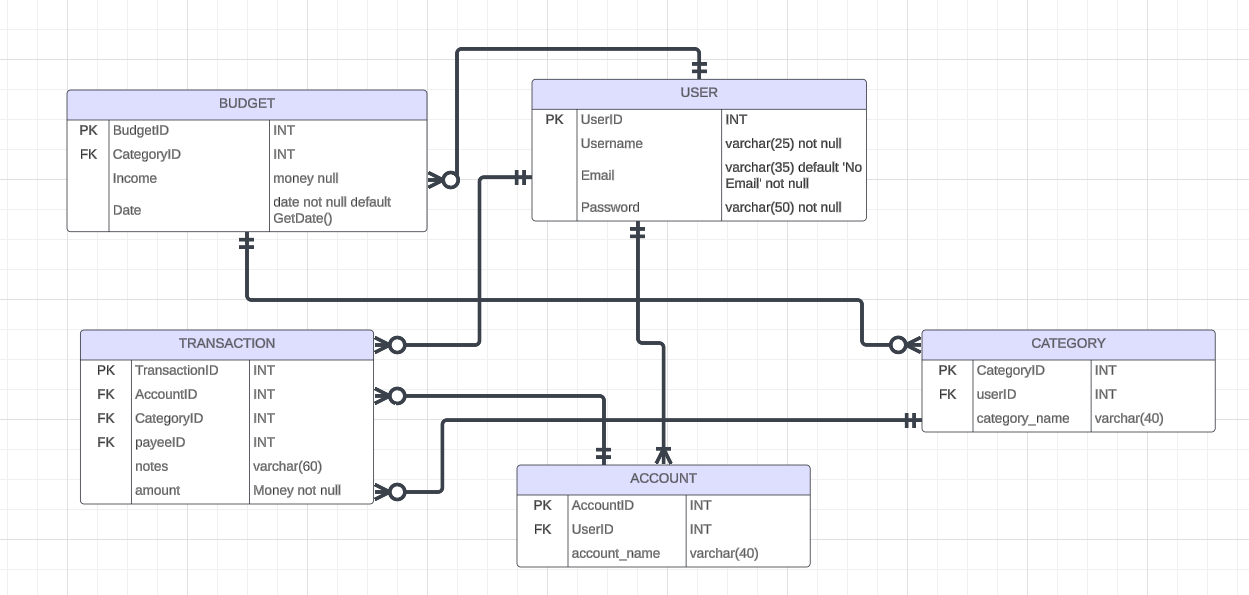 BUDGET
PK BudgetID INT
FK CategoryID INT
Income money null
Date date not null default
GetDate()
USER
PK UserID INT
Username varchar(25) not null
Email varchar(35) default 'No
Email' not null
Password varchar(50) not null
TRANSACTION
PK TransactionID INT
FK AccountID INT
FK CategoryID INT
FK payeeID INT
notes varchar(60)
amount Money not null
CATEGORY
PK CategoryID INT
FK userID INT
category_name varchar(40)
ACCOUNT
PK AccountID INT
FK UserID INT
account_name varchar(40)